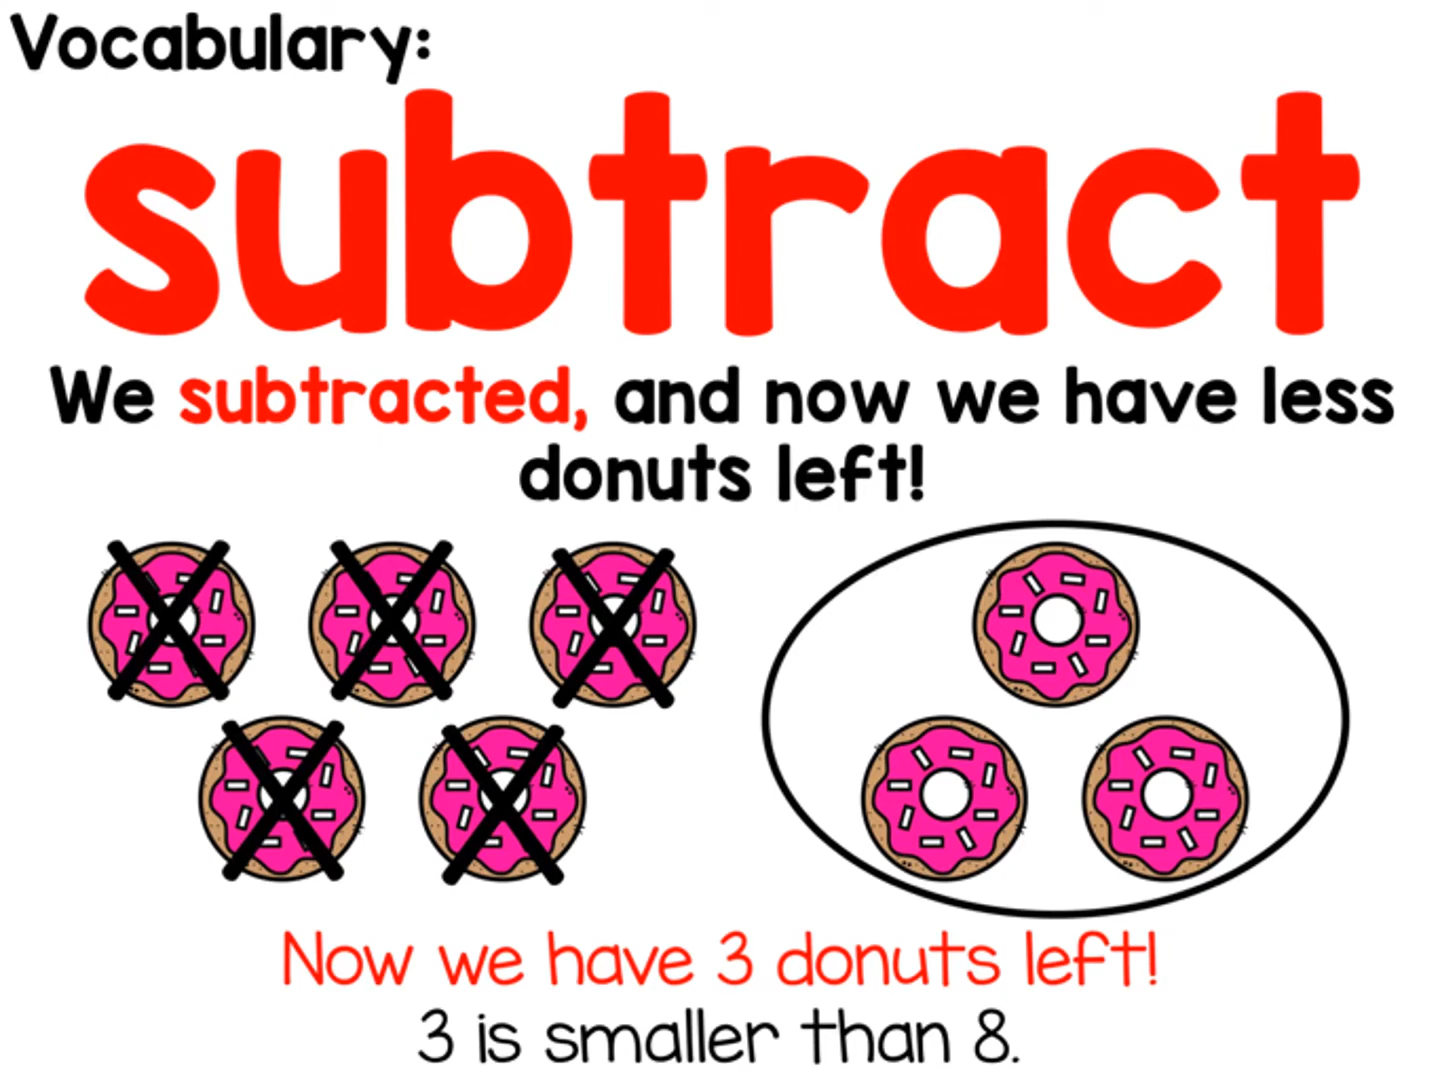 Vocabulary:
subtract
We subtracted, and now we have less
donuts left!
Now we have 3 donuts left!
3 is smaller than 8.